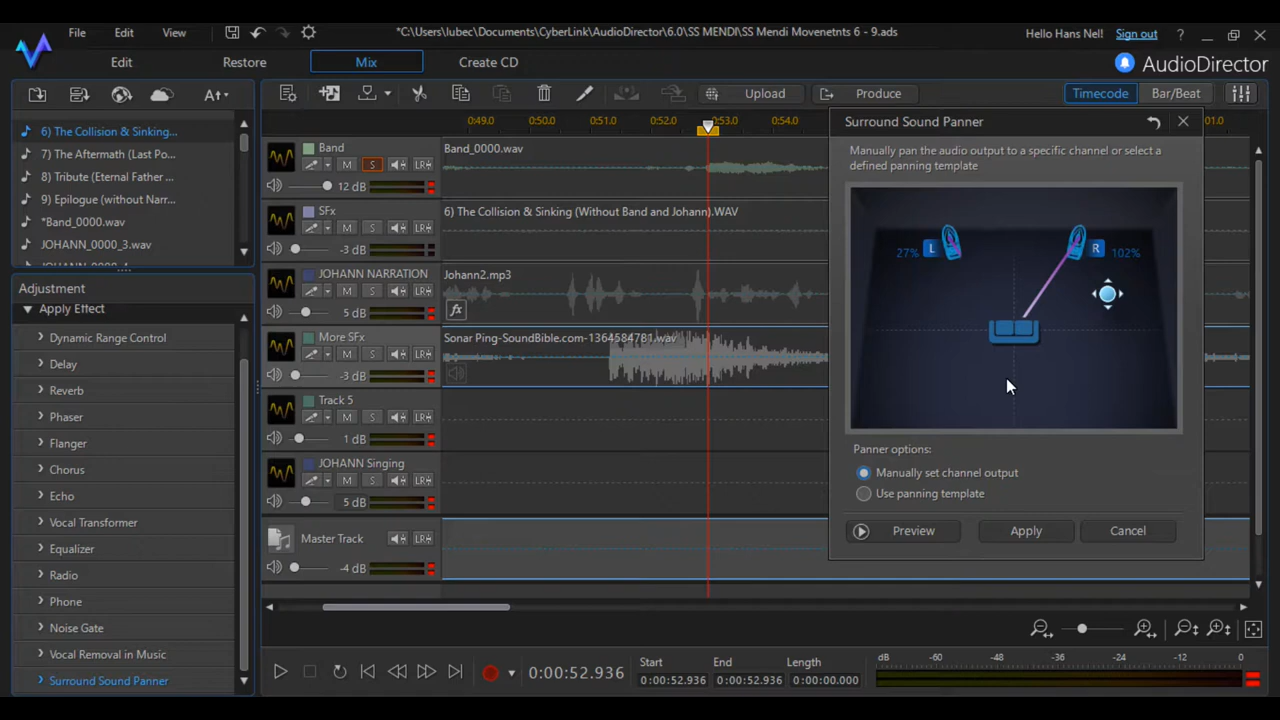 File Edit View *C:\Users\lubec\Documents\CyberLink\AudioDirector\6.0\SS MENDI\SS Mendi Movenetnts 6 - 9.ads Hello Hans Nel! Sign out ?
Edit Restore Mix Create CD AudioDirector
A
Upload Produce Timecode Bar/Beat
6) The Collision & Sinking...
7) The Aftermath (Last Po...
8) Tribute (Eternal Father ...
9) Epilogue (without Narr...
*Band_0000.wav
JOHANN_0000_3.wav
Adjustment
Apply Effect
Dynamic Range Control
Delay
Reverb
Phaser
Flanger
Chorus
Echo
Vocal Transformer
Equalizer
Radio
Phone
Noise Gate
Vocal Removal in Music
Surround Sound Panner
0:49.0 0:50.0 0:51.0 0:52.0 0:53.0 0:54.0 01.0
Band
M S LR
12 dB
Band_0000.wav
SFx
M S LR
-3 dB
6) The Collision & Sinking (Without Band and Johann).WAV
JOHANN NARRATION
M S LR
5 dB
Johann2.mp3
fx
More SFx
M S LR
-3 dB
Sonar Ping-SoundBible.com-1364584781.wav
Track 5
M S LR
1 dB
JOHANN Singing
M S LR
5 dB
Master Track LR
-4 dB
Surround Sound Panner
Manually pan the audio output to a specific channel or select a
defined panning template
27% L R 102%
Panner options:
Manually set channel output
Use panning template
Preview Apply Cancel
0:00:52.936
Start End Length
0:00:52.936 0:00:52.936 0:00:00.000
dB -60 -48 -36 -24 -12 0